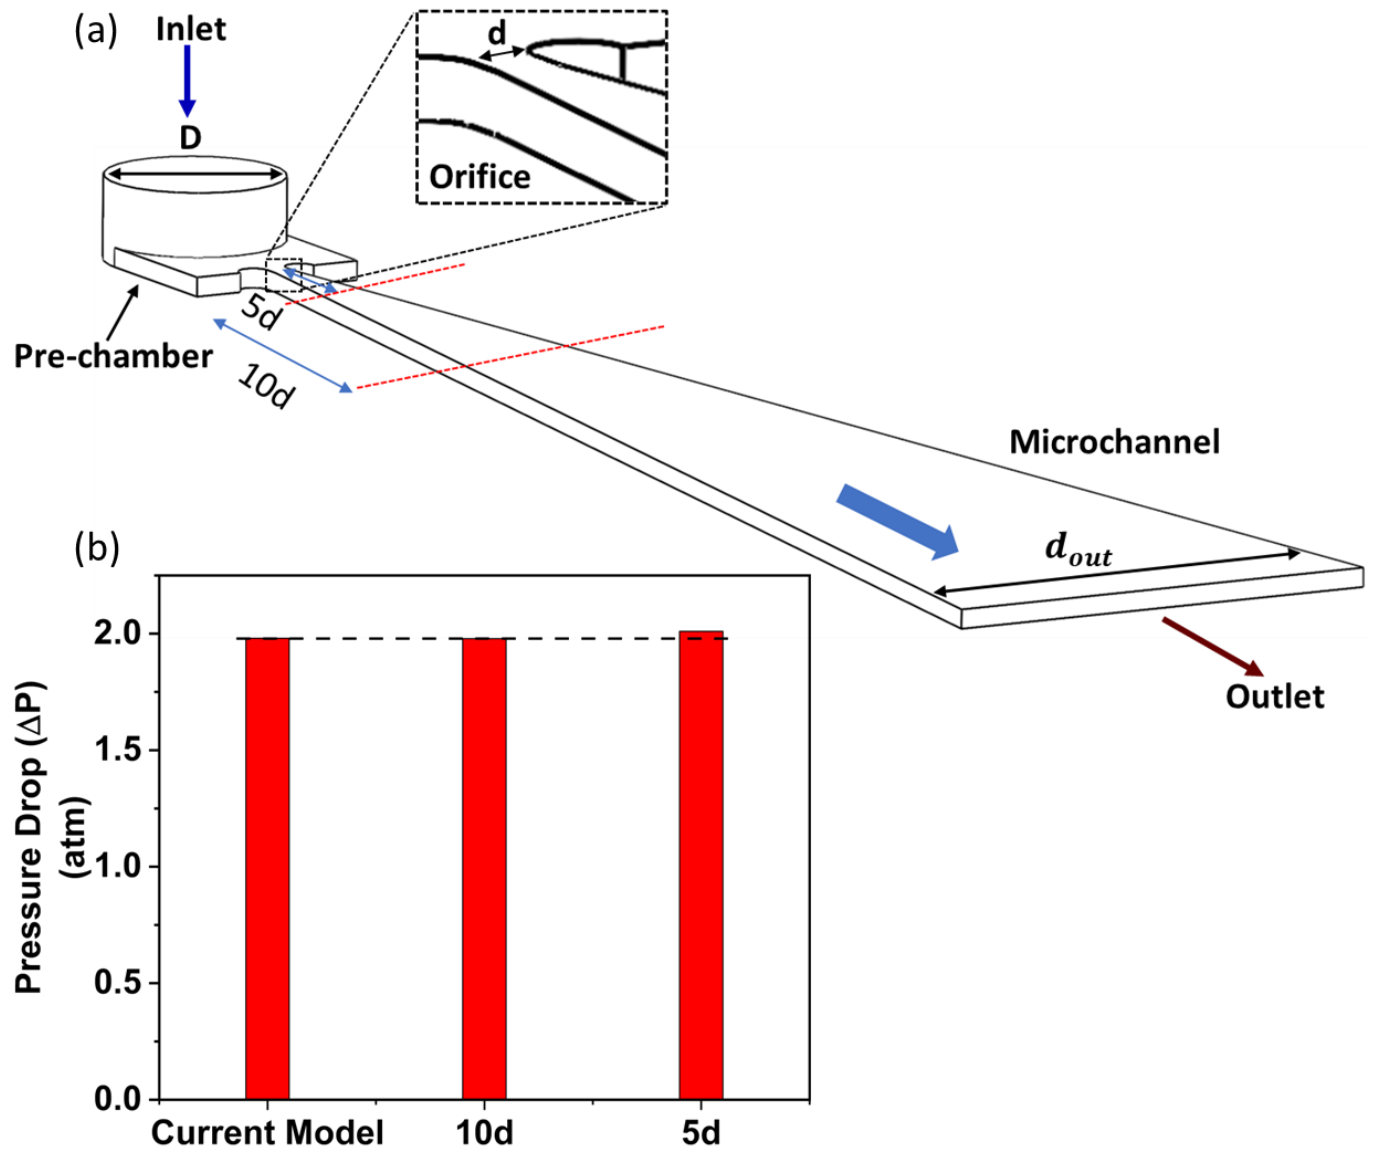 (a)
Inlet
D
d
Orifice
5d
10d
Pre-chamber
Microchannel
d_out
Outlet
(b)
Pressure Drop (ΔP)
(atm)
2.0
1.5
1.0
0.5
0.0
Current Model 10d 5d